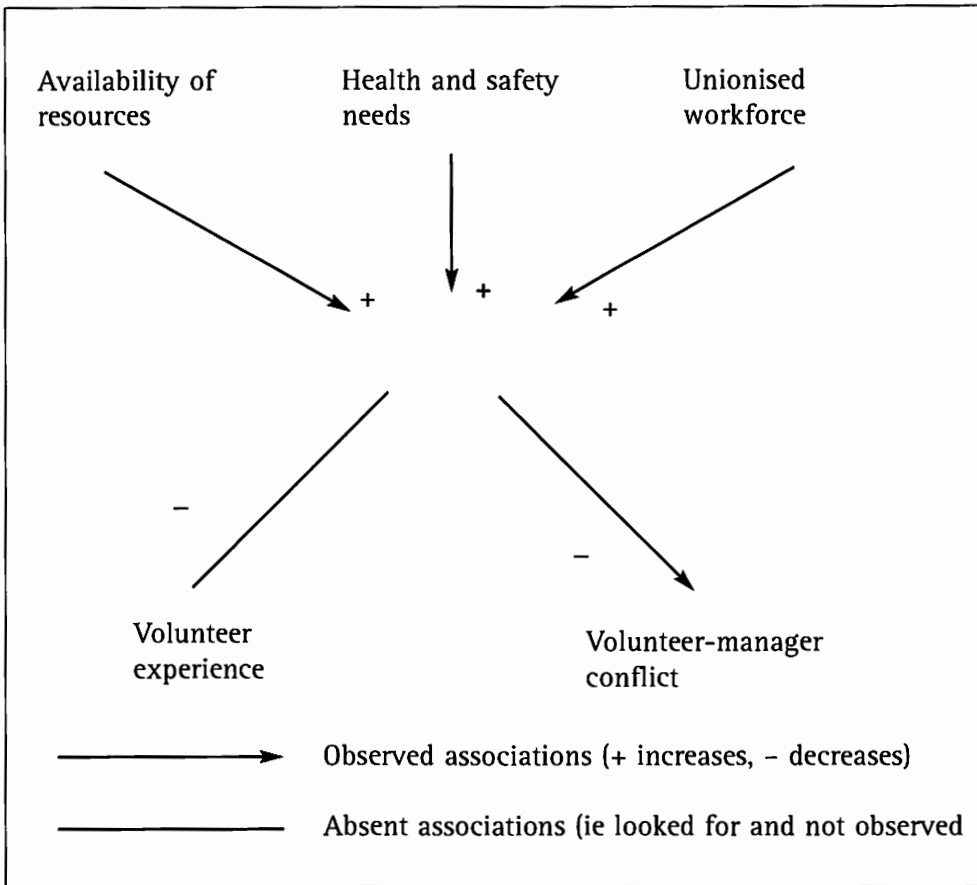 Availability of
resources
Health and safety
needs
Unionised
workforce
+
+
+
–
–
Volunteer
experience
Volunteer-manager
conflict
Observed associations (+ increases, – decreases)
Absent associations (ie looked for and not observed